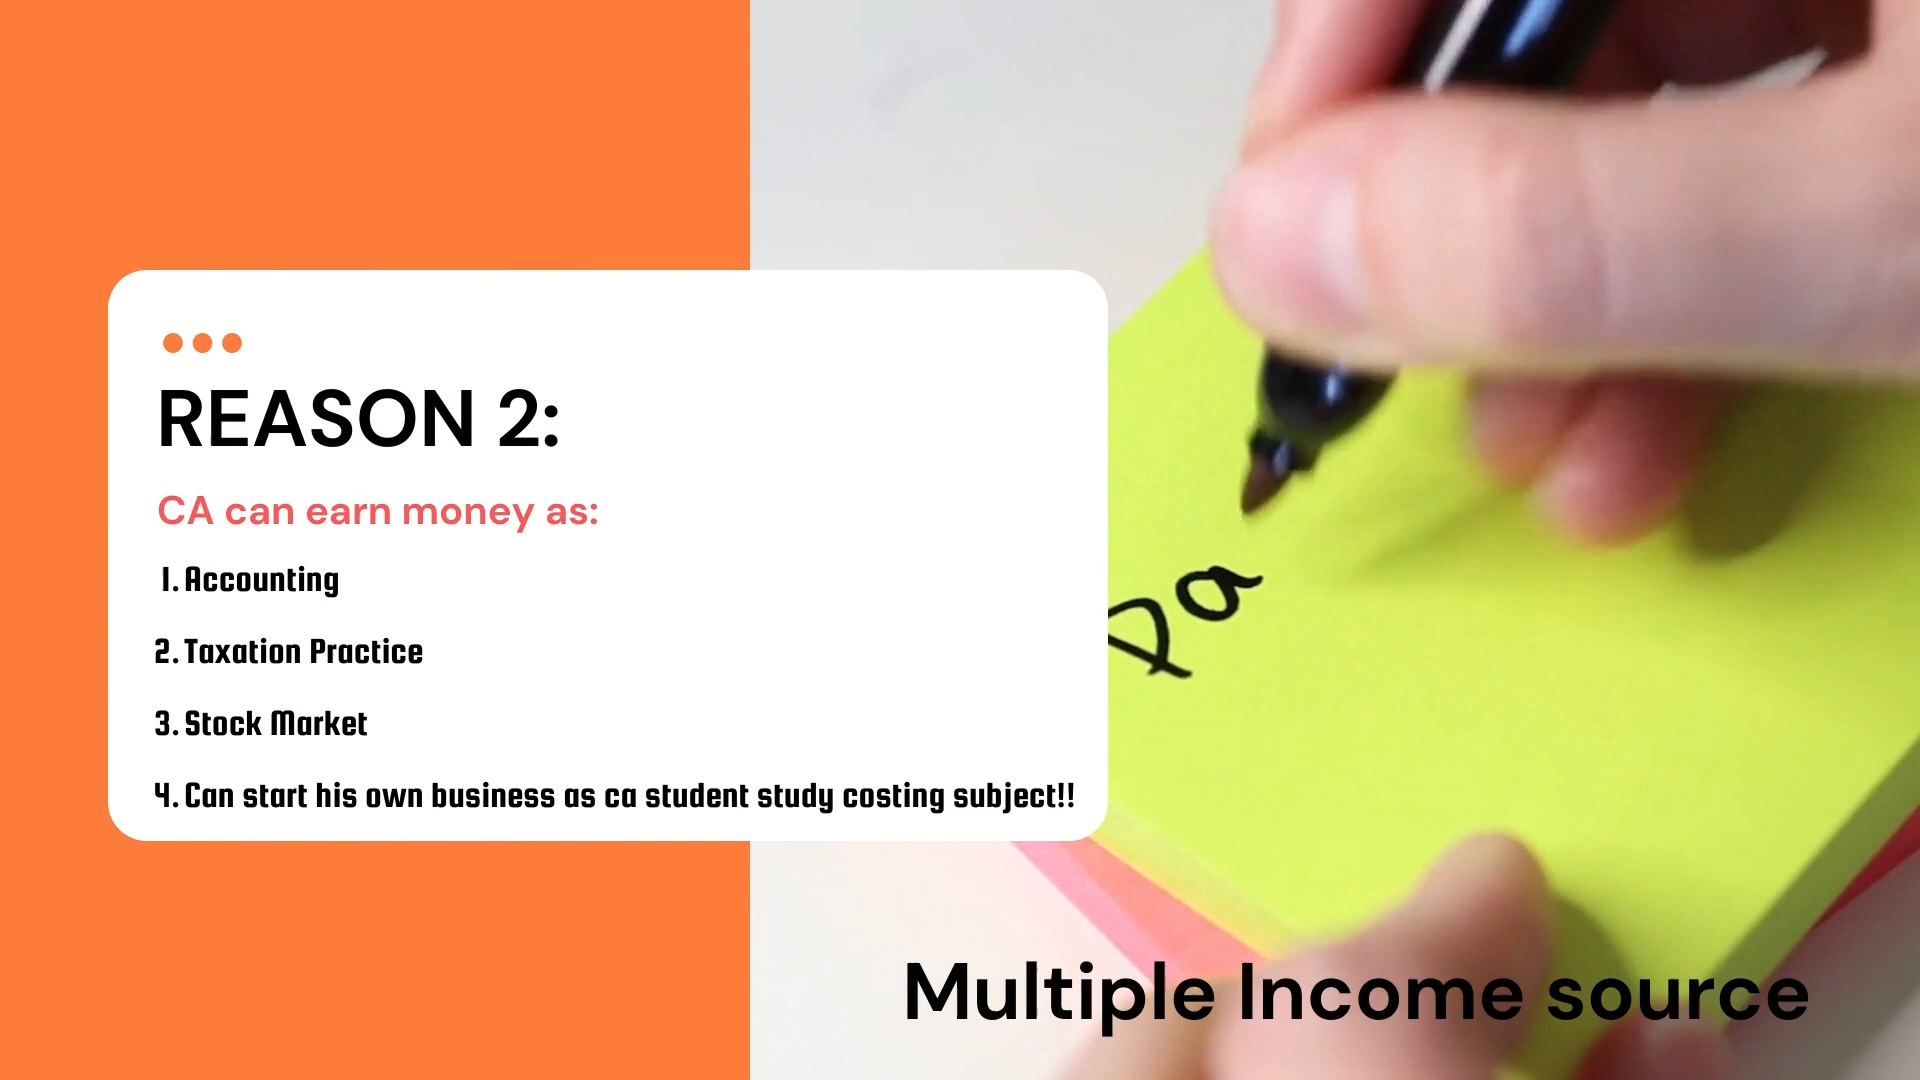 REASON 2:
CA can earn money as:
1. Accounting
2. Taxation Practice
3. Stock Market
4. Can start his own business as ca student study costing subject!!
Da
Multiple Income source